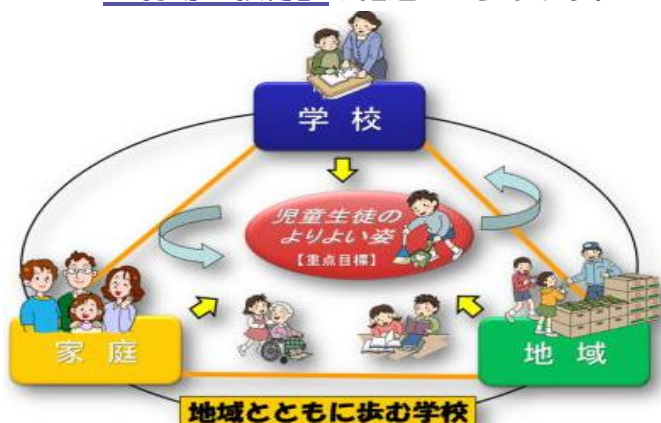 学校
児童生徒の
よりよい姿
【重点目標】
家庭
地域
地域とともに歩む学校